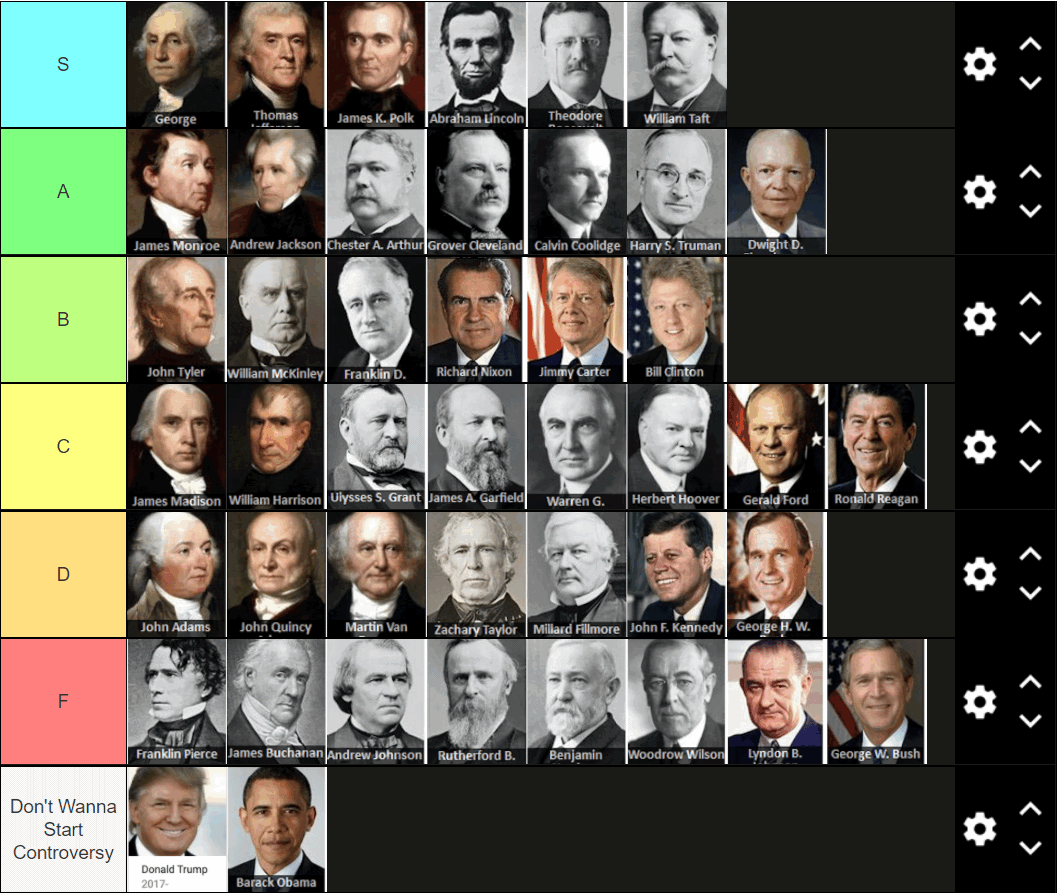 S
George
Thomas
James K. Polk
Abraham Lincoln
Theodore
William Taft
A
James Monroe
Andrew Jackson
Chester A. Arthur
Grover Cleveland
Calvin Coolidge
Harry S. Truman
Dwight D.
B
John Tyler
William McKinley
Franklin D.
Richard Nixon
Jimmy Carter
Bill Clinton
C
James Madison
William Harrison
Ulysses S. Grant
James A. Garfield
Warren G.
Herbert Hoover
Gerald Ford
Ronald Reagan
D
John Adams
John Quincy
Martin Van
Zachary Taylor
Millard Fillmore
John F. Kennedy
George H. W.
F
Franklin Pierce
James Buchanan
Andrew Johnson
Rutherford B.
Benjamin
Woodrow Wilson
Lyndon B.
George W. Bush
Don't Wanna
Start
Controversy
Donald Trump
2017-
Barack Obama